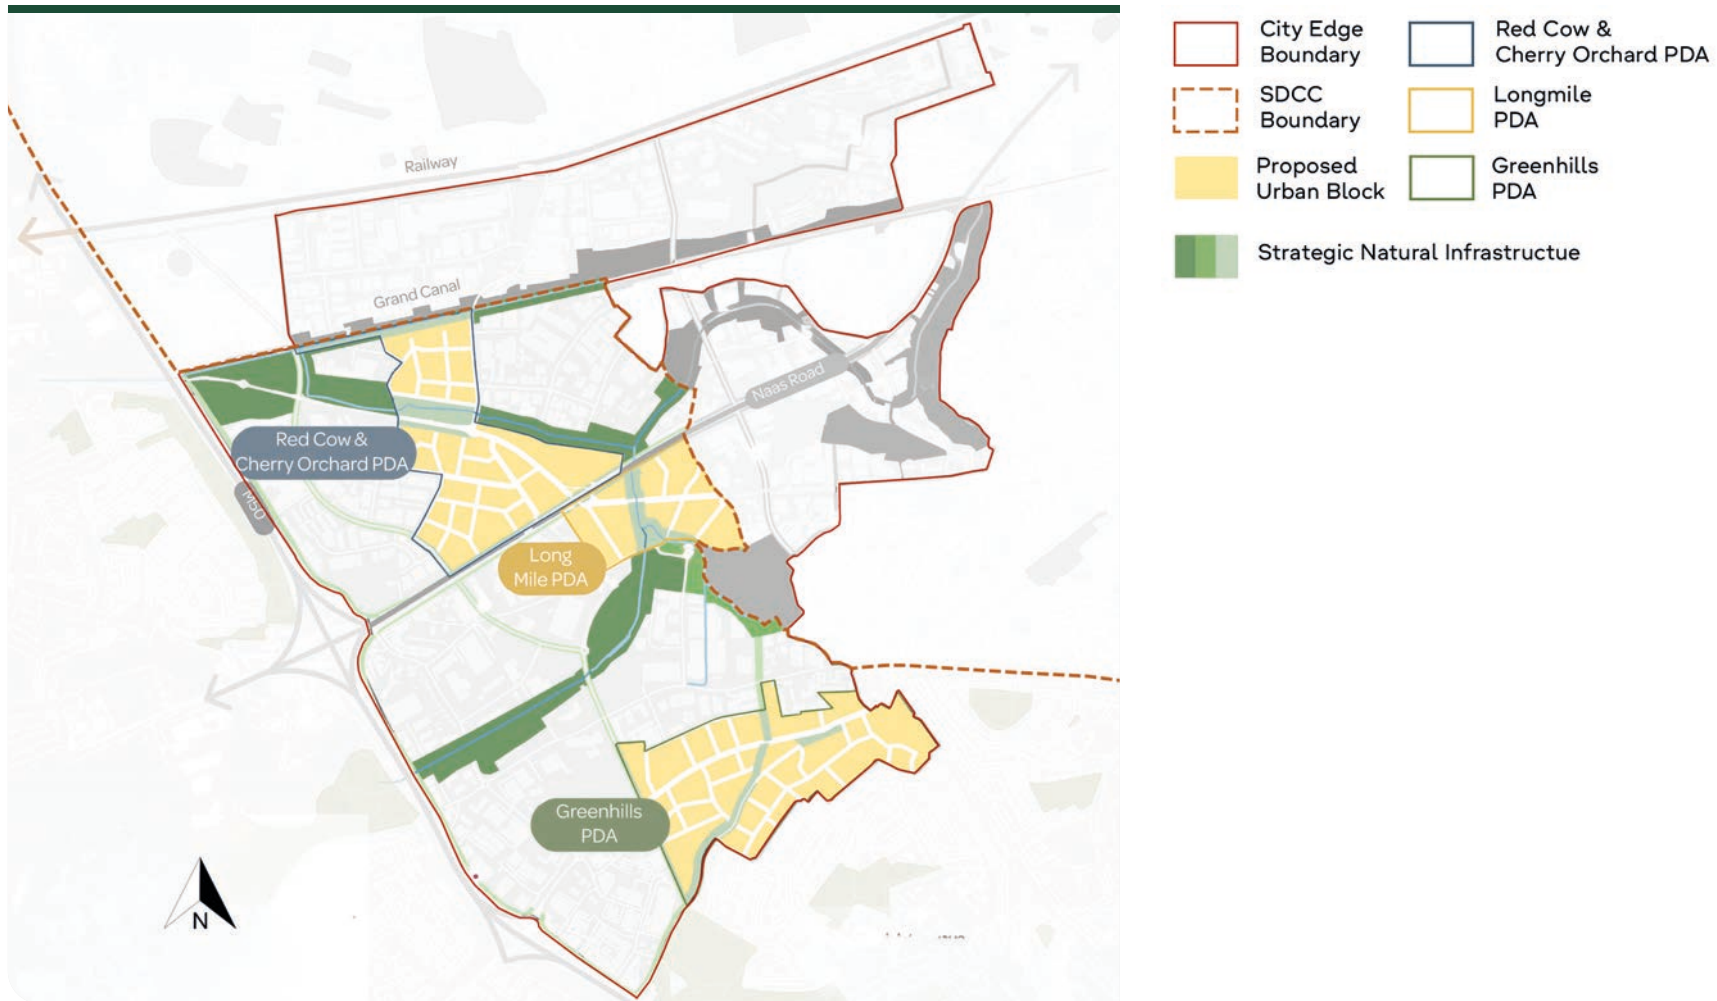 Railway
Grand Canal
Naas Road
Red Cow &
Cherry Orchard PDA
M50
Long
Mile PDA
Greenhills
PDA
N
City Edge
Boundary
Red Cow &
Cherry Orchard PDA
SDCC
Boundary
Longmile
PDA
Proposed
Urban Block
Greenhills
PDA
Strategic Natural Infrastructue